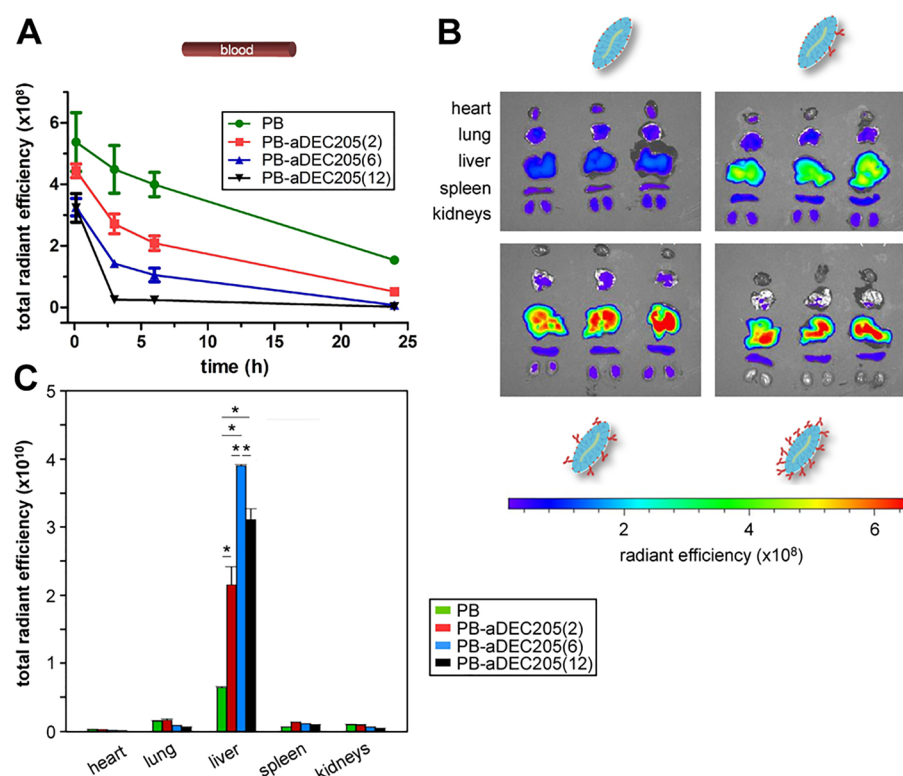 A
blood
total radiant efficiency (x10⁸)
6
4
2
0
PB
PB-aDEC205(2)
PB-aDEC205(6)
PB-aDEC205(12)
0
5
10
15
20
25
time (h)
B
heart
lung
liver
spleen
kidneys
2
4
6
radiant efficiency (x10⁸)
C
total radiant efficiency (x10¹⁰)
5
4
3
2
1
0
*
*
* *
*
heart
lung
liver
spleen
kidneys
PB
PB-aDEC205(2)
PB-aDEC205(6)
PB-aDEC205(12)